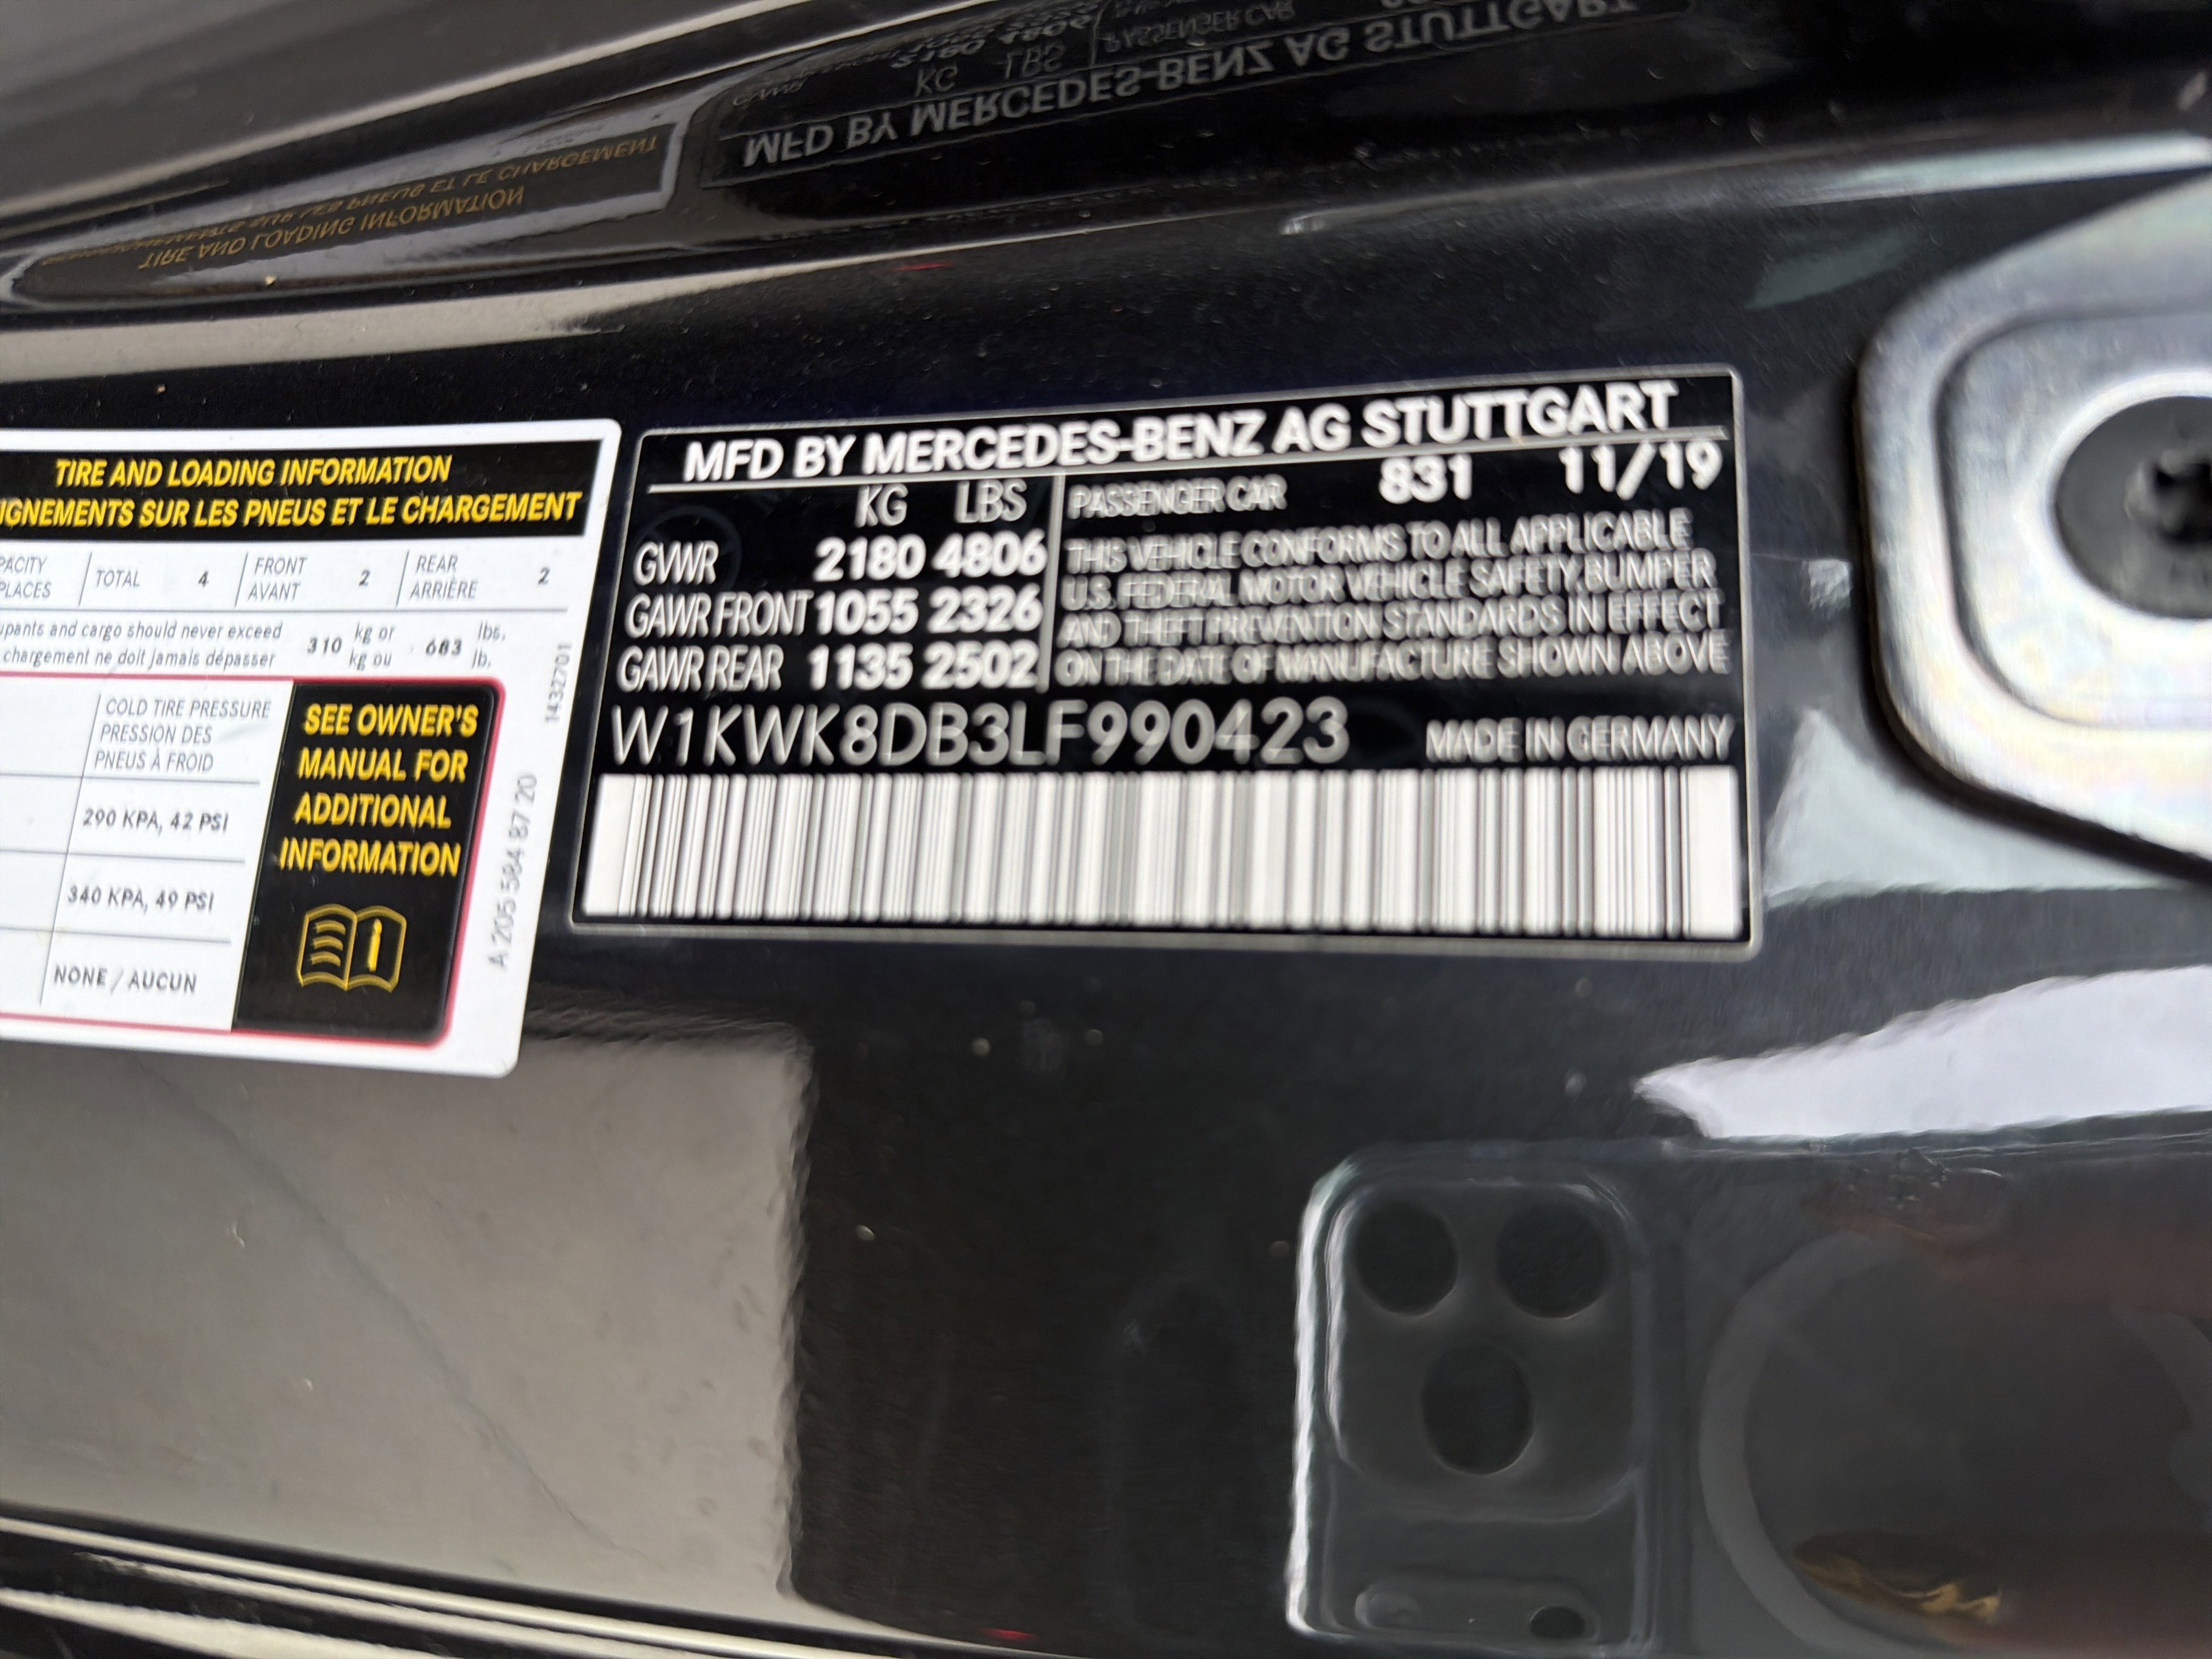 TIRE AND LOADING INFORMATION
IGNEMENTS SUR LES PNEUS ET LE CHARGEMENT
PACITY TOTAL 4 FRONT 2 REAR 2
PLACES AVANT ARRIÈRE
upants and cargo should never exceed 310 kg or 683 lbs.
chargement ne doit jamais dépasser kg ou lb.
COLD TIRE PRESSURE
PRESSION DES
PNEUS À FROID
290 KPA, 42 PSI
340 KPA, 49 PSI
NONE / AUCUN
SEE OWNER'S
MANUAL FOR
ADDITIONAL
INFORMATION
1432701
A 205 584 87 20
MFD BY MERCEDES-BENZ AG STUTTGART
KG LBS PASSENGER CAR 831 11/19
GVWR 2180 4806
GAWR FRONT 1055 2326
GAWR REAR 1135 2502
THIS VEHICLE CONFORMS TO ALL APPLICABLE
U.S. FEDERAL MOTOR VEHICLE SAFETY, BUMPER
AND THEFT PREVENTION STANDARDS IN EFFECT
ON THE DATE OF MANUFACTURE SHOWN ABOVE
W1KWK8DB3LF990423 MADE IN GERMANY